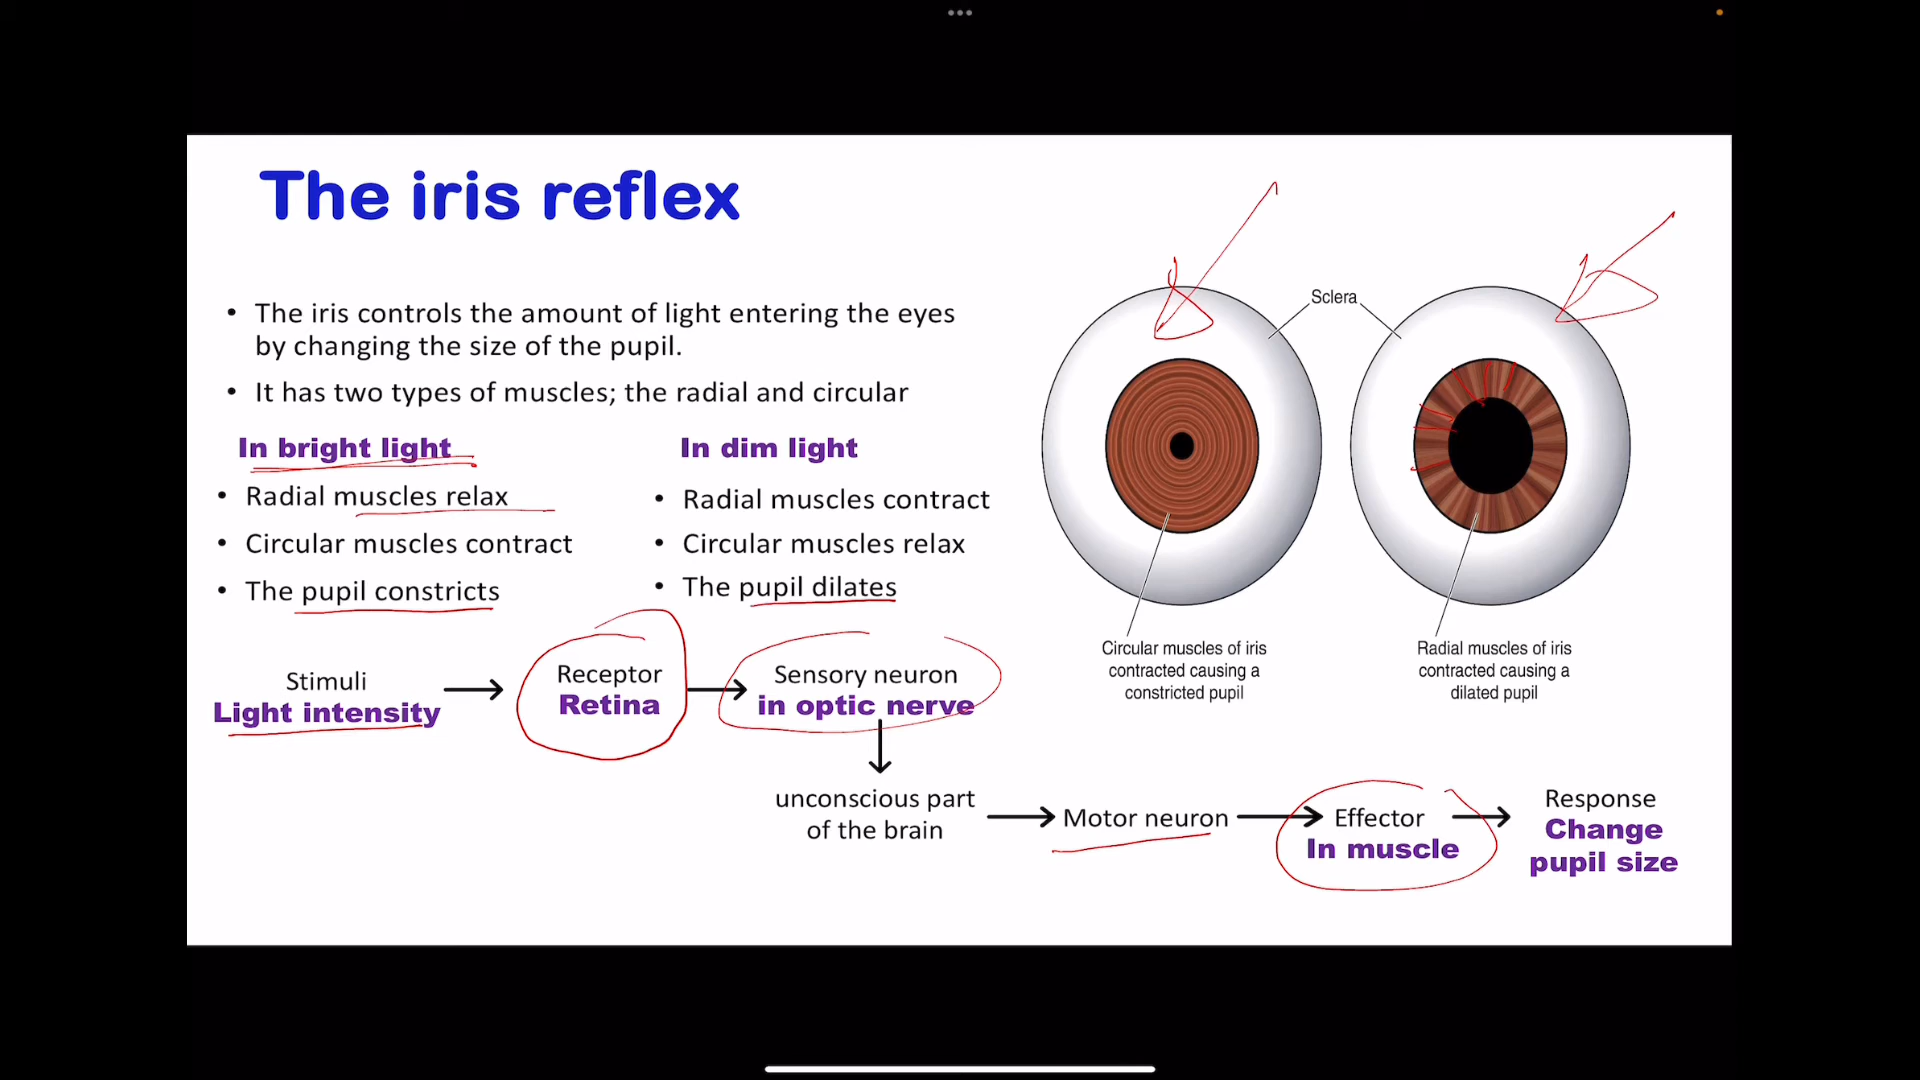 The iris reflex
• The iris controls the amount of light entering the eyes
by changing the size of the pupil.
• It has two types of muscles; the radial and circular
In bright light
• Radial muscles relax
• Circular muscles contract
• The pupil constricts
In dim light
• Radial muscles contract
• Circular muscles relax
• The pupil dilates
Sclera
Circular muscles of iris
contracted causing a
constricted pupil
Radial muscles of iris
contracted causing a
dilated pupil
Stimuli
Light intensity
Receptor
Retina
Sensory neuron
in optic nerve
unconscious part
of the brain
Motor neuron
Effector
In muscle
Response
Change
pupil size